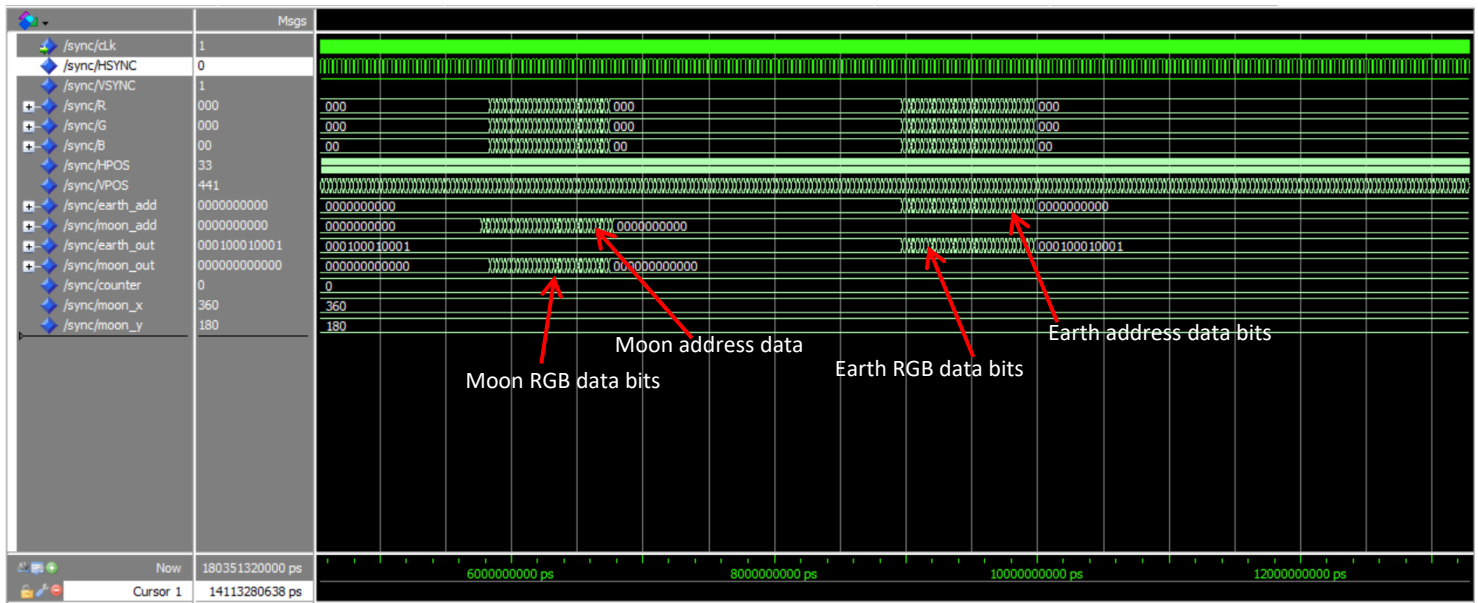 Msgs
/sync/cLk 1
/sync/HSYNC 0
/sync/VSYNC 1
/sync/R 000 000 000 000
/sync/G 000 000 000 000
/sync/B 00 00 00 00
/sync/HPOS 33
/sync/VPOS 441
/sync/earth_add 0000000000 0000000000 0000000000
/sync/moon_add 0000000000 0000000000 0000000000
/sync/earth_out 000100010001 000100010001 000100010001
/sync/moon_out 000000000000 000000000000 000000000000
/sync/counter 0 0
/sync/moon_x 360 360
/sync/moon_y 180 180
Earth address data bits
Moon address data
Earth RGB data bits
Moon RGB data bits
Now 180351320000 ps 6000000000 ps 8000000000 ps 10000000000 ps 12000000000 ps
Cursor 1 14113280638 ps